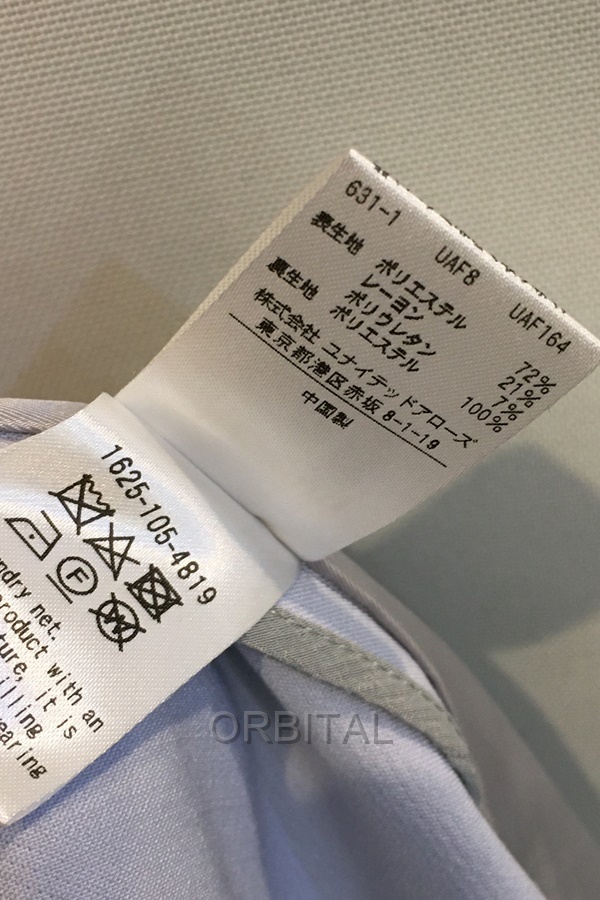 631-1 UAF8 UAF164
表生地 ポリエステル 72%
レーヨン 21%
ポリウレタン 7%
裏生地 ポリエステル 100%
株式会社 ユナイテッドアローズ
東京都港区赤坂 8-1-19
中国製
1625-105-4819
F
ndry net.
product with an
ture, it is
illing
earing
ORBITAL